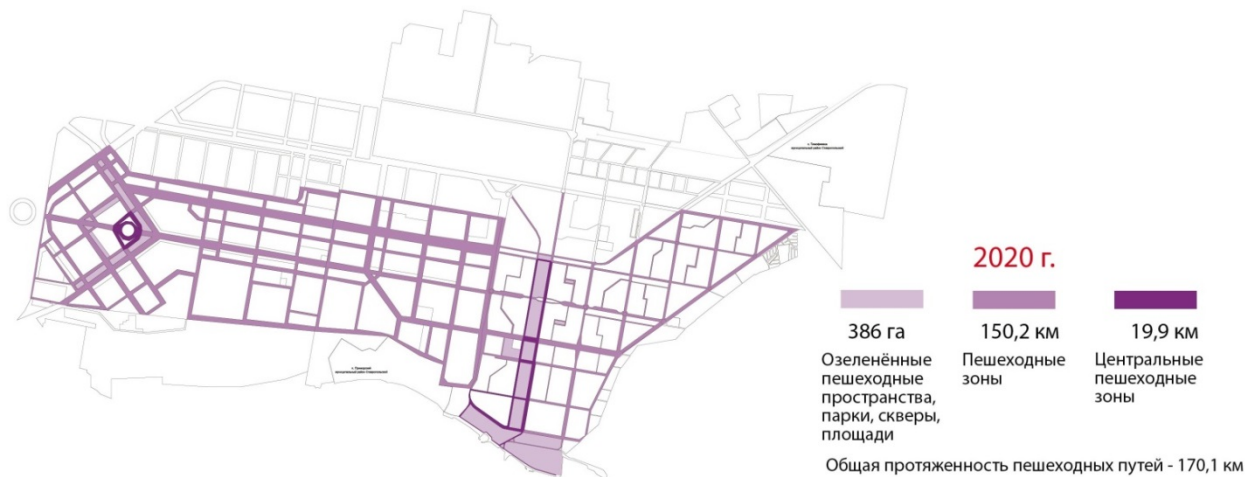 2020 г.
386 га
150,2 км
19,9 км
Озеленённые
пешеходные
пространства,
парки, скверы,
площади
Пешеходные
зоны
Центральные
пешеходные
зоны
Общая протяженность пешеходных путей - 170,1 км